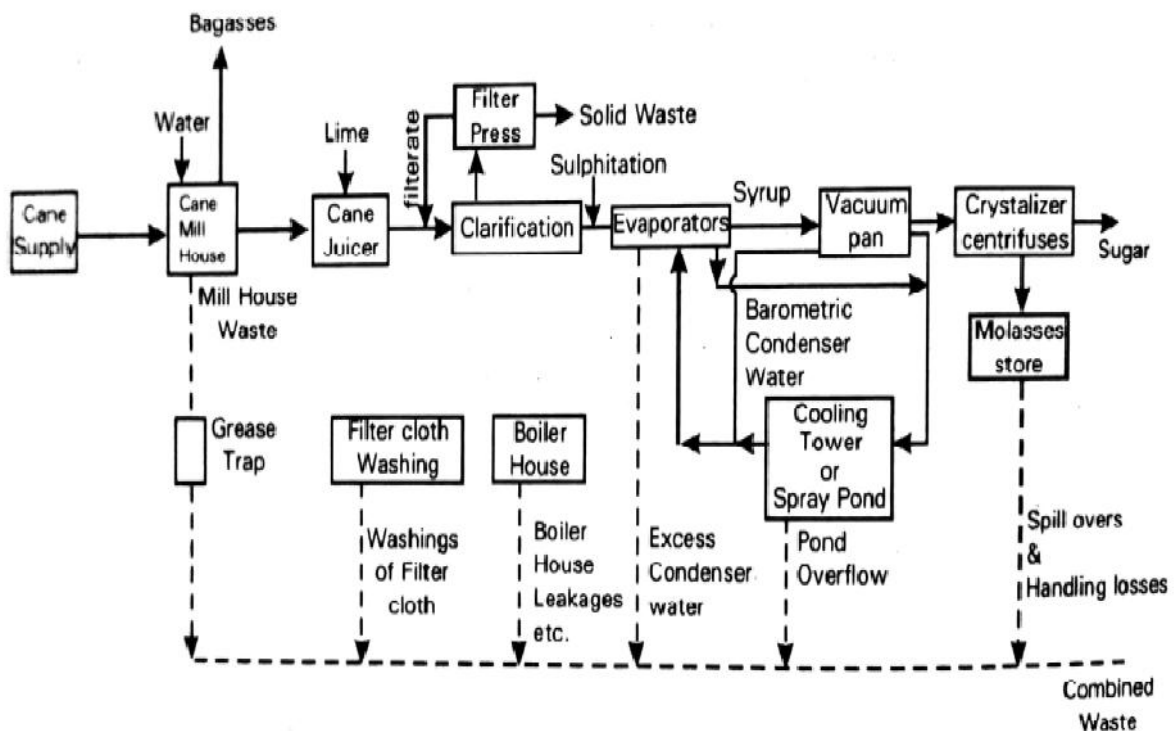 Bagasses
Water
Lime
filterate
Filter
Press
Solid Waste
Sulphitation
Cane
Supply
Cane
Mill
House
Cane
Juicer
Clarification
Evaporators
Syrup
Vacuum
pan
Crystalizer
centrifuses
Sugar
Mill House
Waste
Barometric
Condenser
Water
Molasses
store
Grease
Trap
Filter cloth
Washing
Boiler
House
Cooling
Tower
or
Spray Pond
Washings
of Filter
cloth
Boiler
House
Leakages
etc.
Excess
Condenser
water
Pond
Overflow
Spill overs
&
Handling losses
Combined
Waste